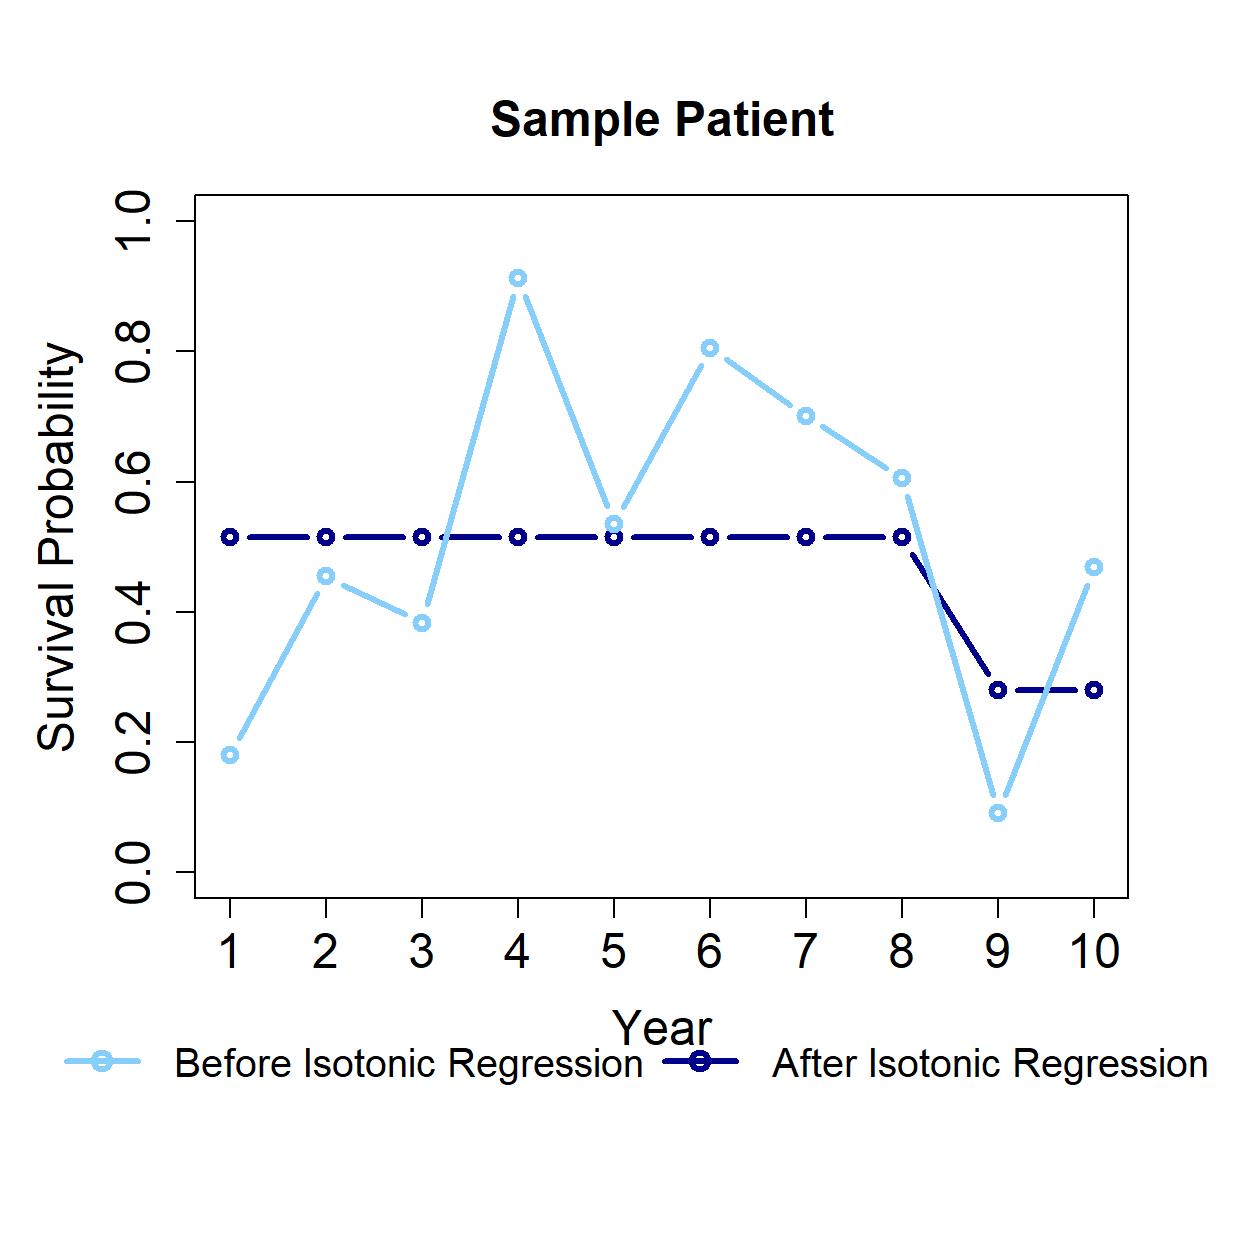 Sample Patient
Survival Probability
1.0
0.8
0.6
0.4
0.2
0.0
1 2 3 4 5 6 7 8 9 10
Year
Before Isotonic Regression After Isotonic Regression